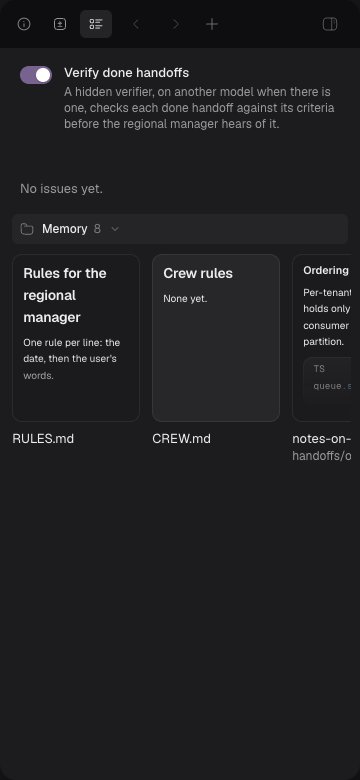 Verify done handoffs
A hidden verifier, on another model when there is
one, checks each done handoff against its criteria
before the regional manager hears of it.
No issues yet.
Memory 8
Rules for the
regional
manager
One rule per line: the
date, then the user's
words.
RULES.md
Crew rules
None yet.
CREW.md
Ordering
Per-tenant
holds only
consumer
partition.
TS
queue.s
notes-on-
handoffs/o